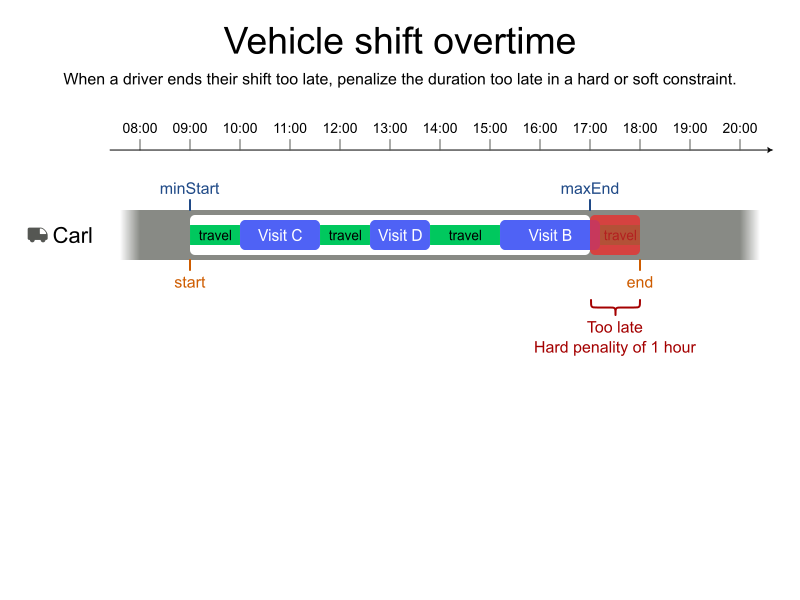 Vehicle shift overtime
When a driver ends their shift too late, penalize the duration too late in a hard or soft constraint.
08:00 09:00 10:00 11:00 12:00 13:00 14:00 15:00 16:00 17:00 18:00 19:00 20:00
minStart maxEnd
Carl travel Visit C travel Visit D travel Visit B travel
start end
Too late
Hard penality of 1 hour